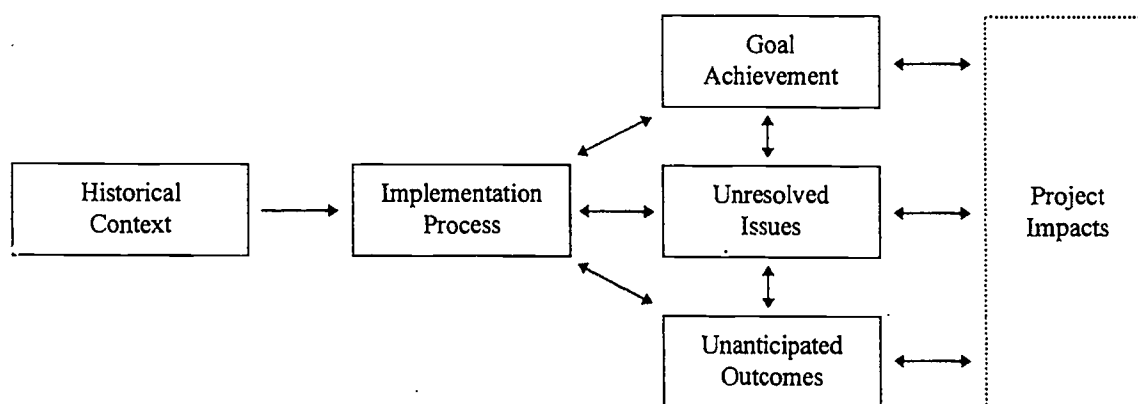 Goal
Achievement
Historical
Context
Implementation
Process
Unresolved
Issues
Project
Impacts
Unanticipated
Outcomes